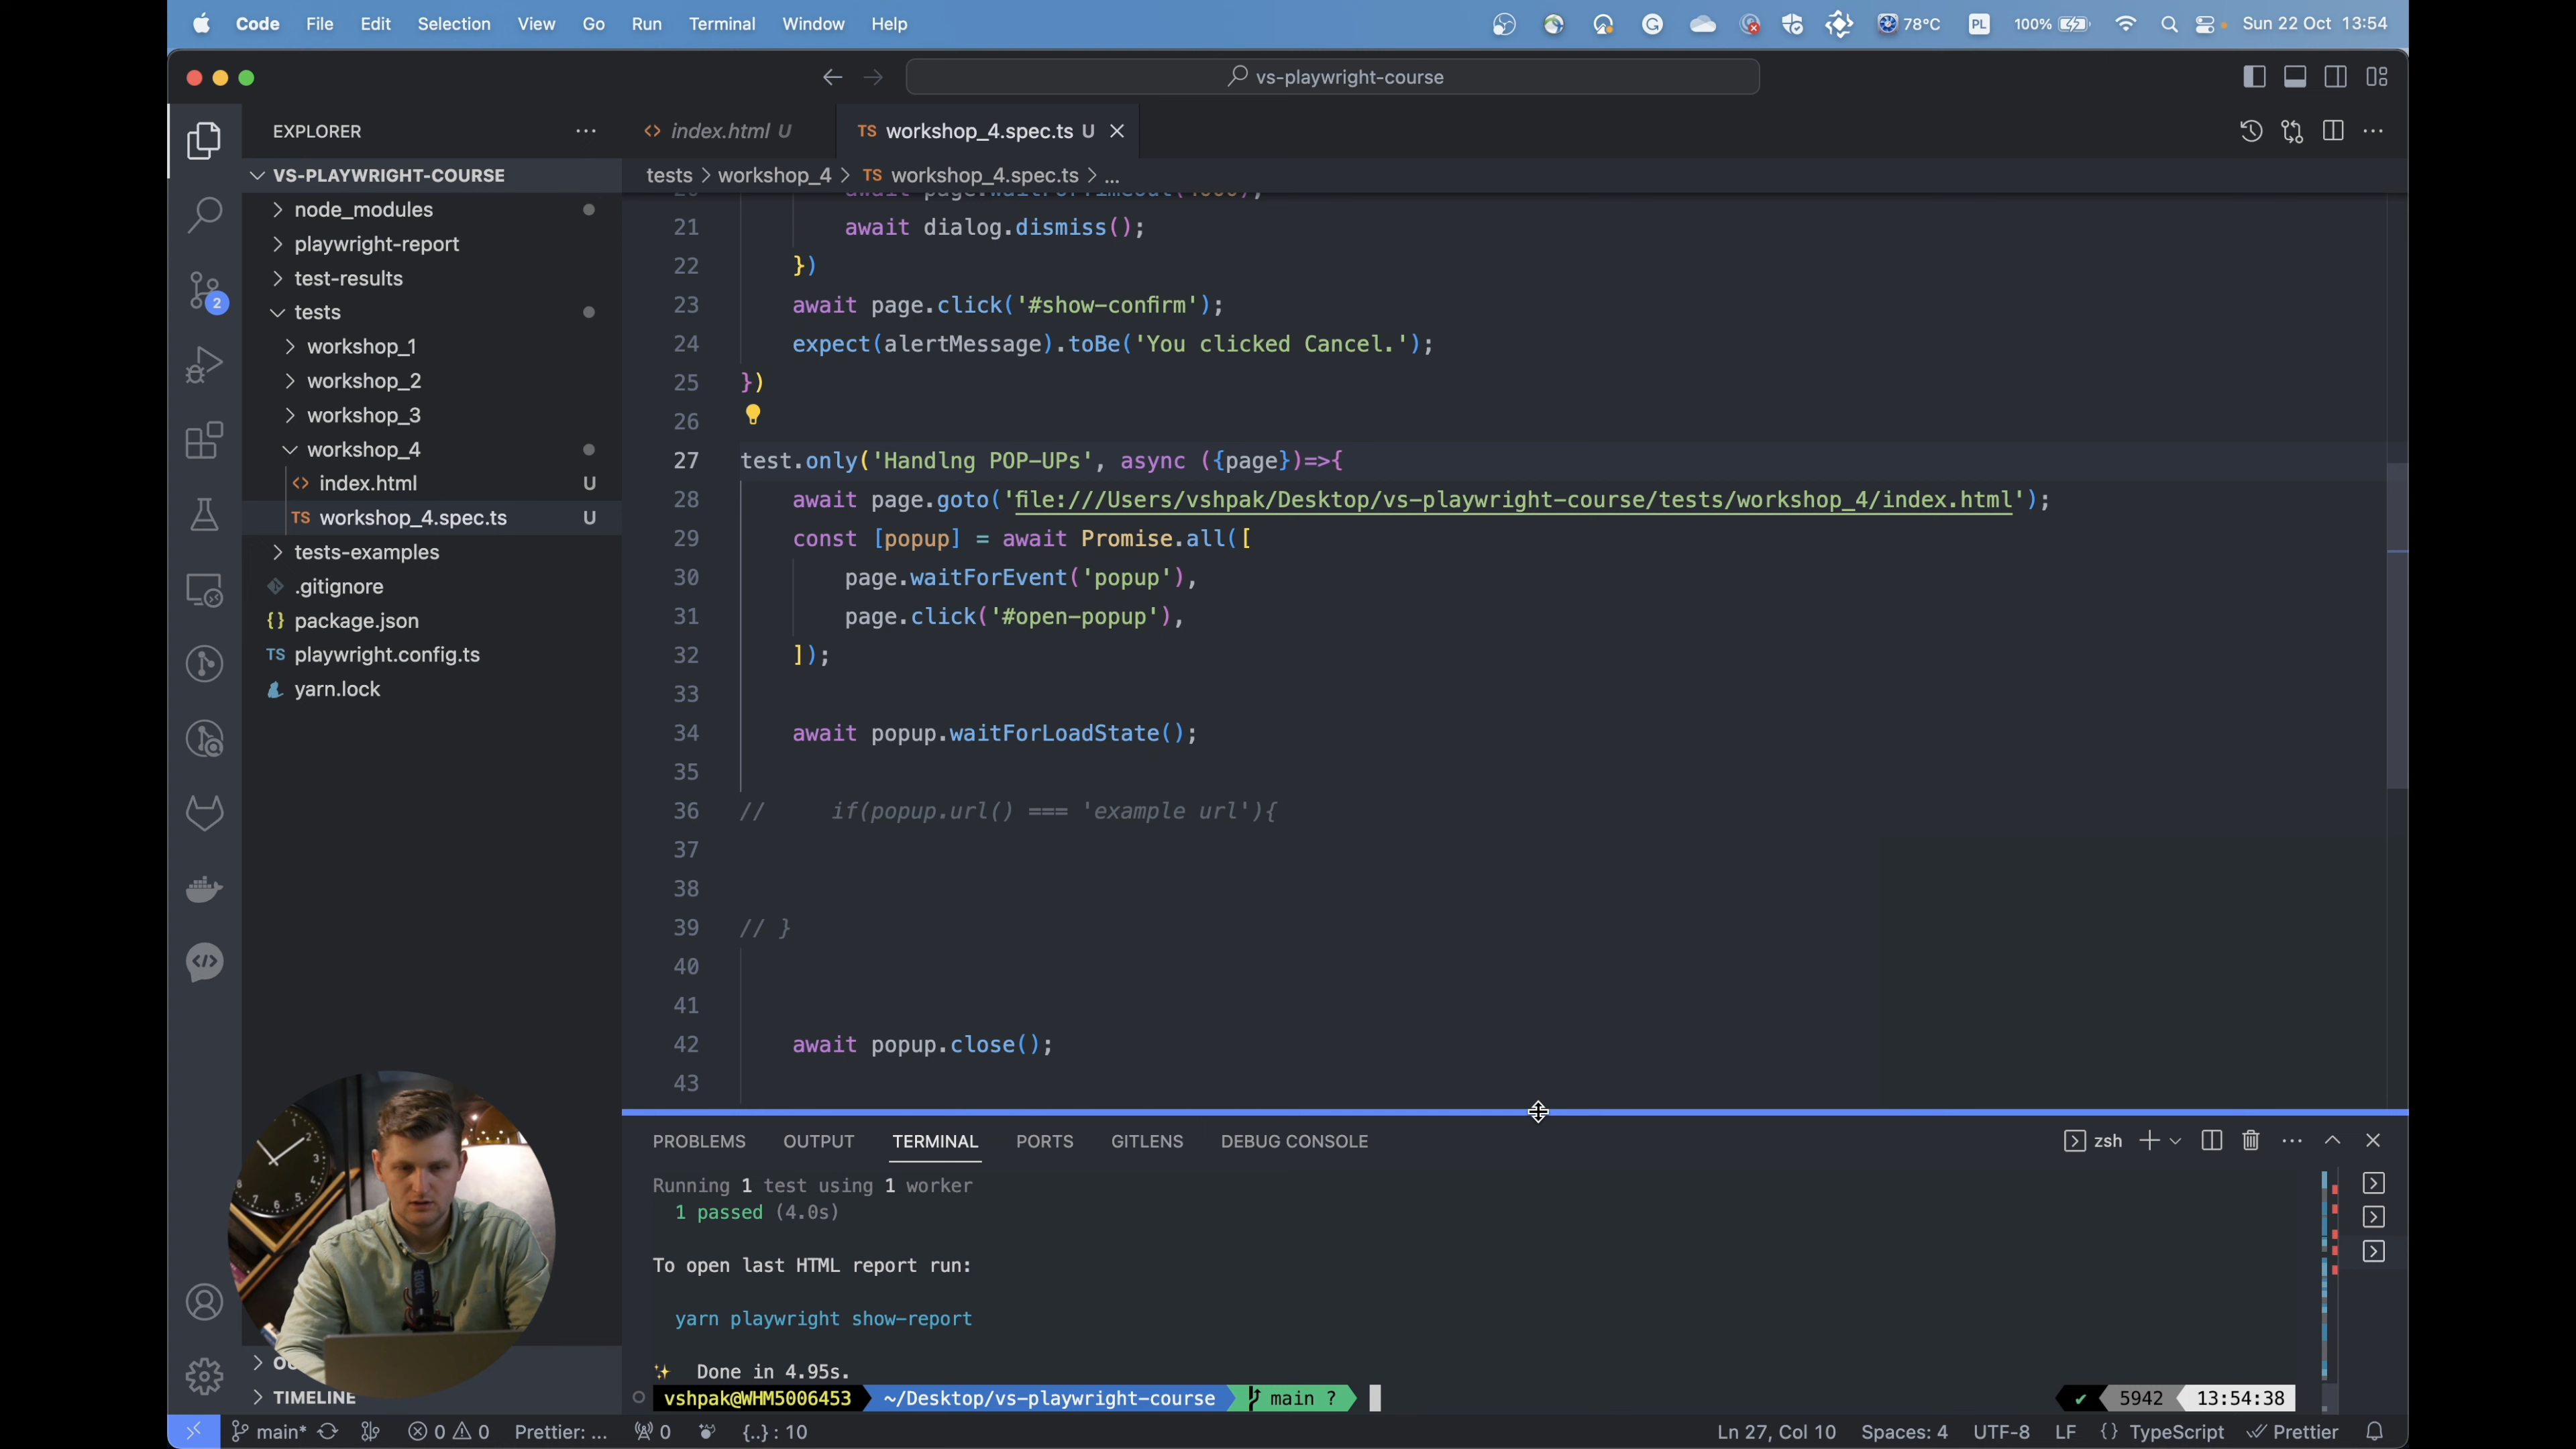 Code File Edit Selection View Go Run Terminal Window Help
78°C PL 100% Sun 22 Oct 13:54
vs-playwright-course
EXPLORER
index.html U
TS workshop_4.spec.ts U
VS-PLAYWRIGHT-COURSE
tests > workshop_4 > TS workshop_4.spec.ts > ...
node_modules
playwright-report
test-results
tests
workshop_1
workshop_2
workshop_3
workshop_4
index.html U
TS workshop_4.spec.ts U
tests-examples
.gitignore
{} package.json
TS playwright.config.ts
yarn.lock
2
21 await dialog.dismiss();
22 })
23 await page.click('#show-confirm');
24 expect(alertMessage).toBe('You clicked Cancel.');
25 })
26
27 test.only('Handlng POP-UPs', async ({page})=>{
28 await page.goto('file:///Users/vshpak/Desktop/vs-playwright-course/tests/workshop_4/index.html');
29 const [popup] = await Promise.all([
30 page.waitForEvent('popup'),
31 page.click('#open-popup'),
32 ]);
33
34 await popup.waitForLoadState();
35
36 // if(popup.url() === 'example url'){
37
38
39 // }
40
41
42 await popup.close();
43
PROBLEMS OUTPUT TERMINAL PORTS GITLENS DEBUG CONSOLE
zsh
Running 1 test using 1 worker
1 passed (4.0s)
To open last HTML report run:
yarn playwright show-report
Done in 4.95s.
vshpak@WHM5006453 ~/Desktop/vs-playwright-course main ?
✔ 5942 13:54:38
TIMELINE
main* 0 0 Prettier: ... 0 {..} : 10
Ln 27, Col 10 Spaces: 4 UTF-8 LF {} TypeScript Prettier